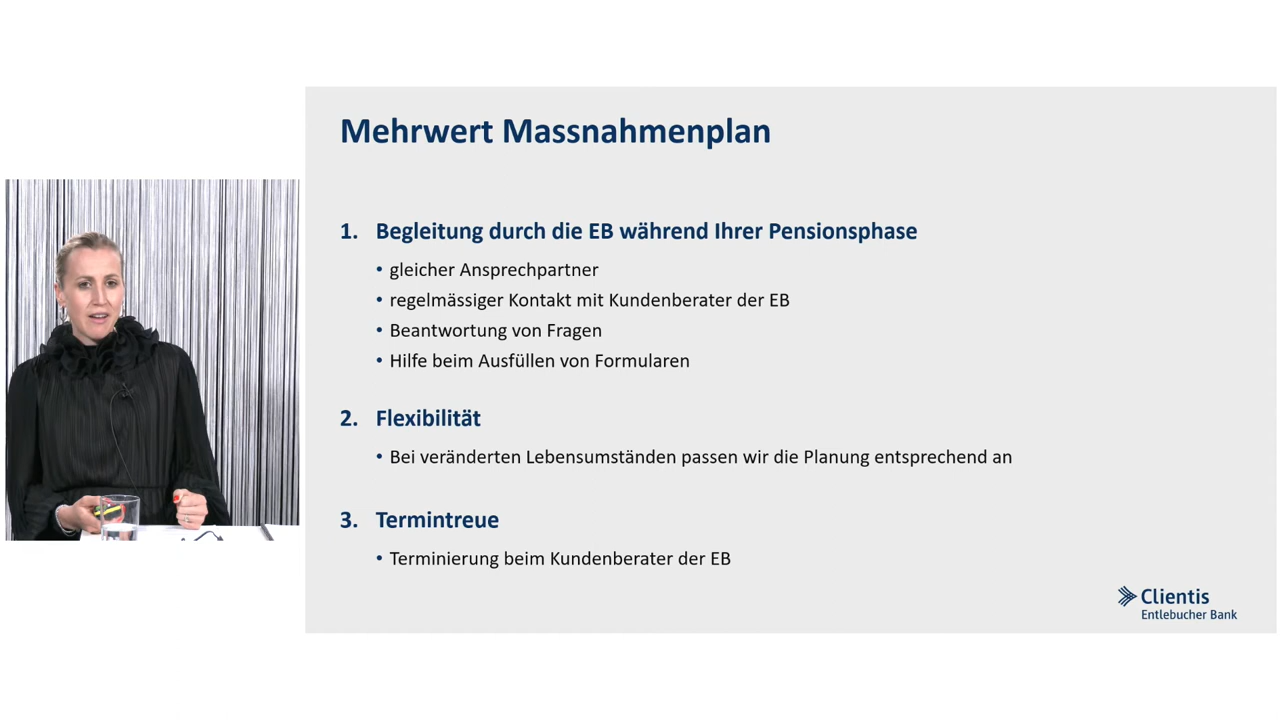 Mehrwert Massnahmenplan
1. Begleitung durch die EB während Ihrer Pensionsphase
• gleicher Ansprechpartner
• regelmässiger Kontakt mit Kundenberater der EB
• Beantwortung von Fragen
• Hilfe beim Ausfüllen von Formularen
2. Flexibilität
• Bei veränderten Lebensumständen passen wir die Planung entsprechend an
3. Termintreue
• Terminierung beim Kundenberater der EB
Clientis
Entlebucher Bank